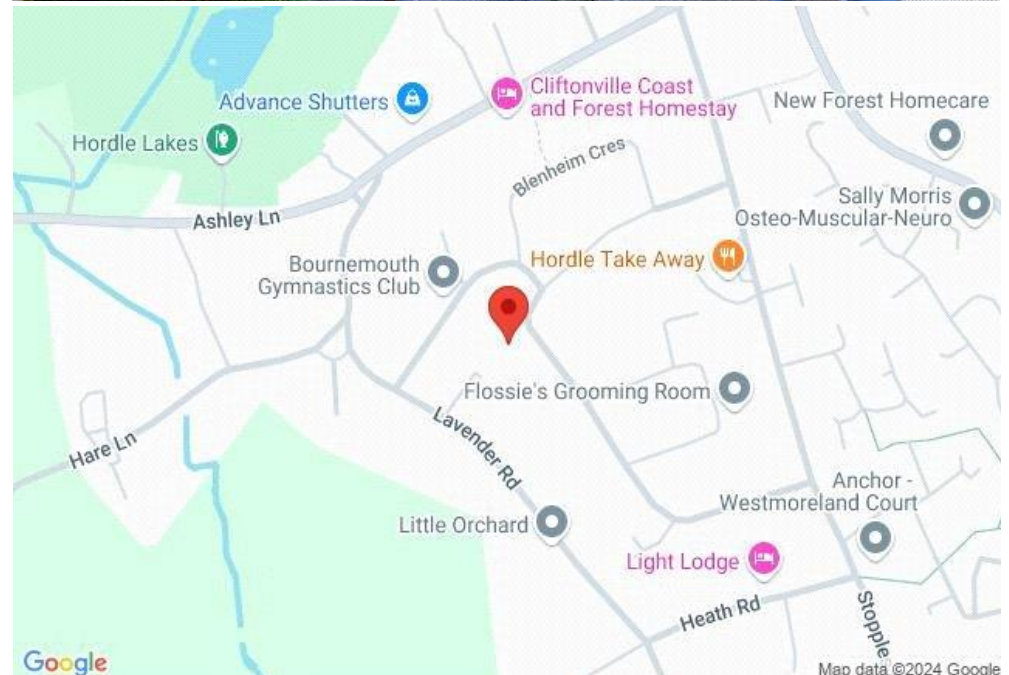 Cliftonville Coast
and Forest Homestay
Advance Shutters
New Forest Homecare
Hordle Lakes
Blenheim Cres
Sally Morris
Osteo-Muscular-Neuro
Ashley Ln
Hordle Take Away
Bournemouth
Gymnastics Club
Flossie's Grooming Room
Lavender Rd
Hare Ln
Anchor -
Westmoreland Court
Little Orchard
Light Lodge
Heath Rd
Stopple
Google
Map data ©2024 Google